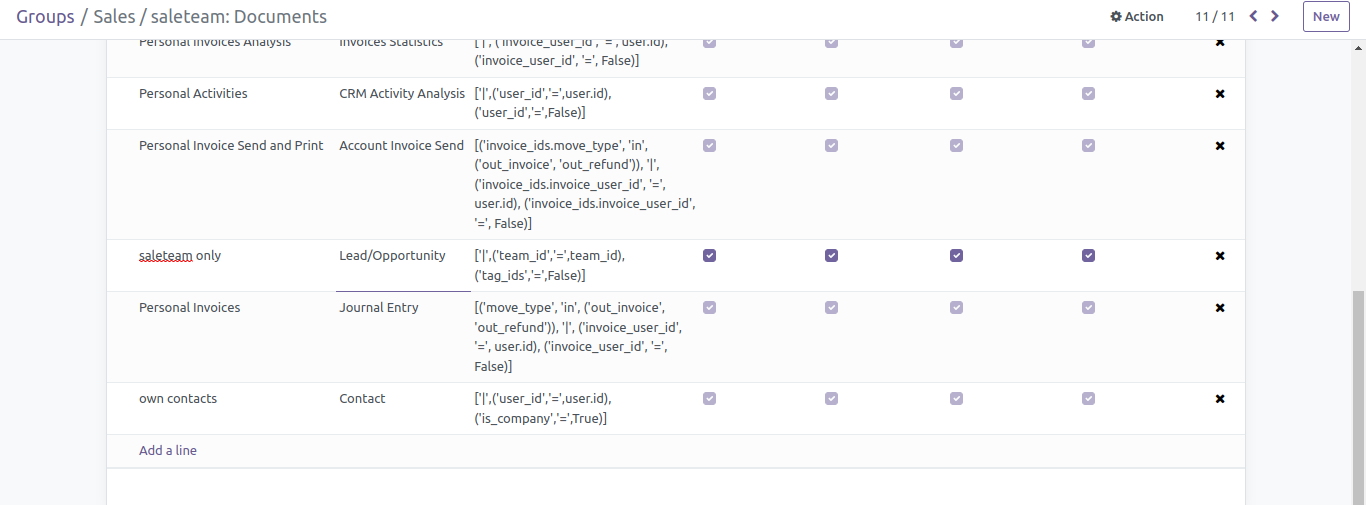 Groups / Sales / saleteam: Documents
Action
11 / 11
New
Personal Invoices Analysis
Invoices Statistics
['|', ('invoice_user_id', '=', user.id),
('invoice_user_id', '=', False)]
Personal Activities
CRM Activity Analysis
['|',('user_id','=',user.id),
('user_id','=',False)]
Personal Invoice Send and Print
Account Invoice Send
[('invoice_ids.move_type', 'in',
('out_invoice', 'out_refund')), '|',
('invoice_ids.invoice_user_id', '=',
user.id), ('invoice_ids.invoice_user_id',
'=', False)]
saleteam only
Lead/Opportunity
['|',('team_id','=',team_id),
('tag_ids','=',False)]
Personal Invoices
Journal Entry
[('move_type', 'in', ('out_invoice',
'out_refund')), '|', ('invoice_user_id',
'=', user.id), ('invoice_user_id', '=',
False)]
own contacts
Contact
['|',('user_id','=',user.id),
('is_company','=',True)]
Add a line